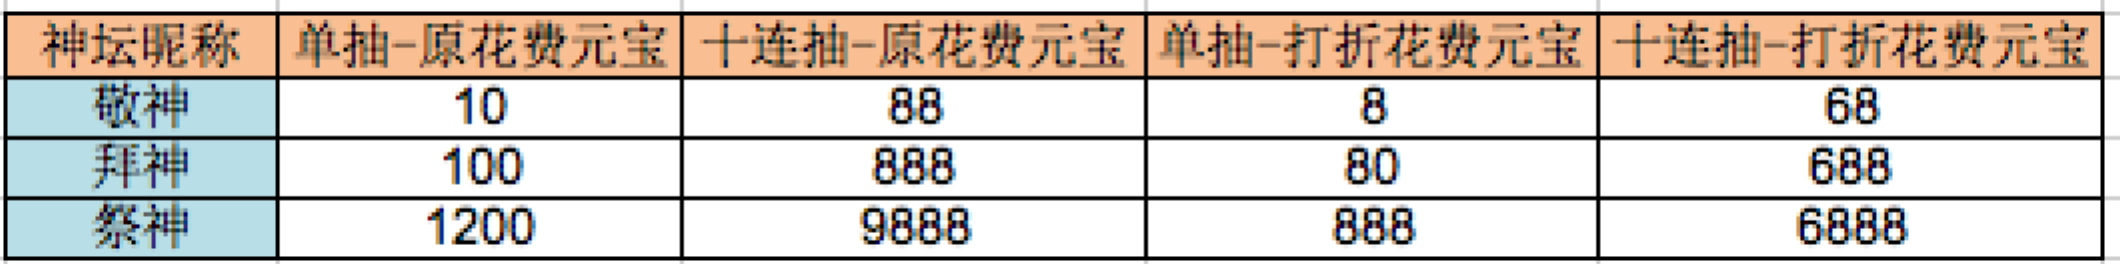 神坛昵称 单抽-原花费元宝 十连抽-原花费元宝 单抽-打折花费元宝 十连抽-打折花费元宝
敬神 10 88 8 68
拜神 100 888 80 688
祭神 1200 9888 888 6888